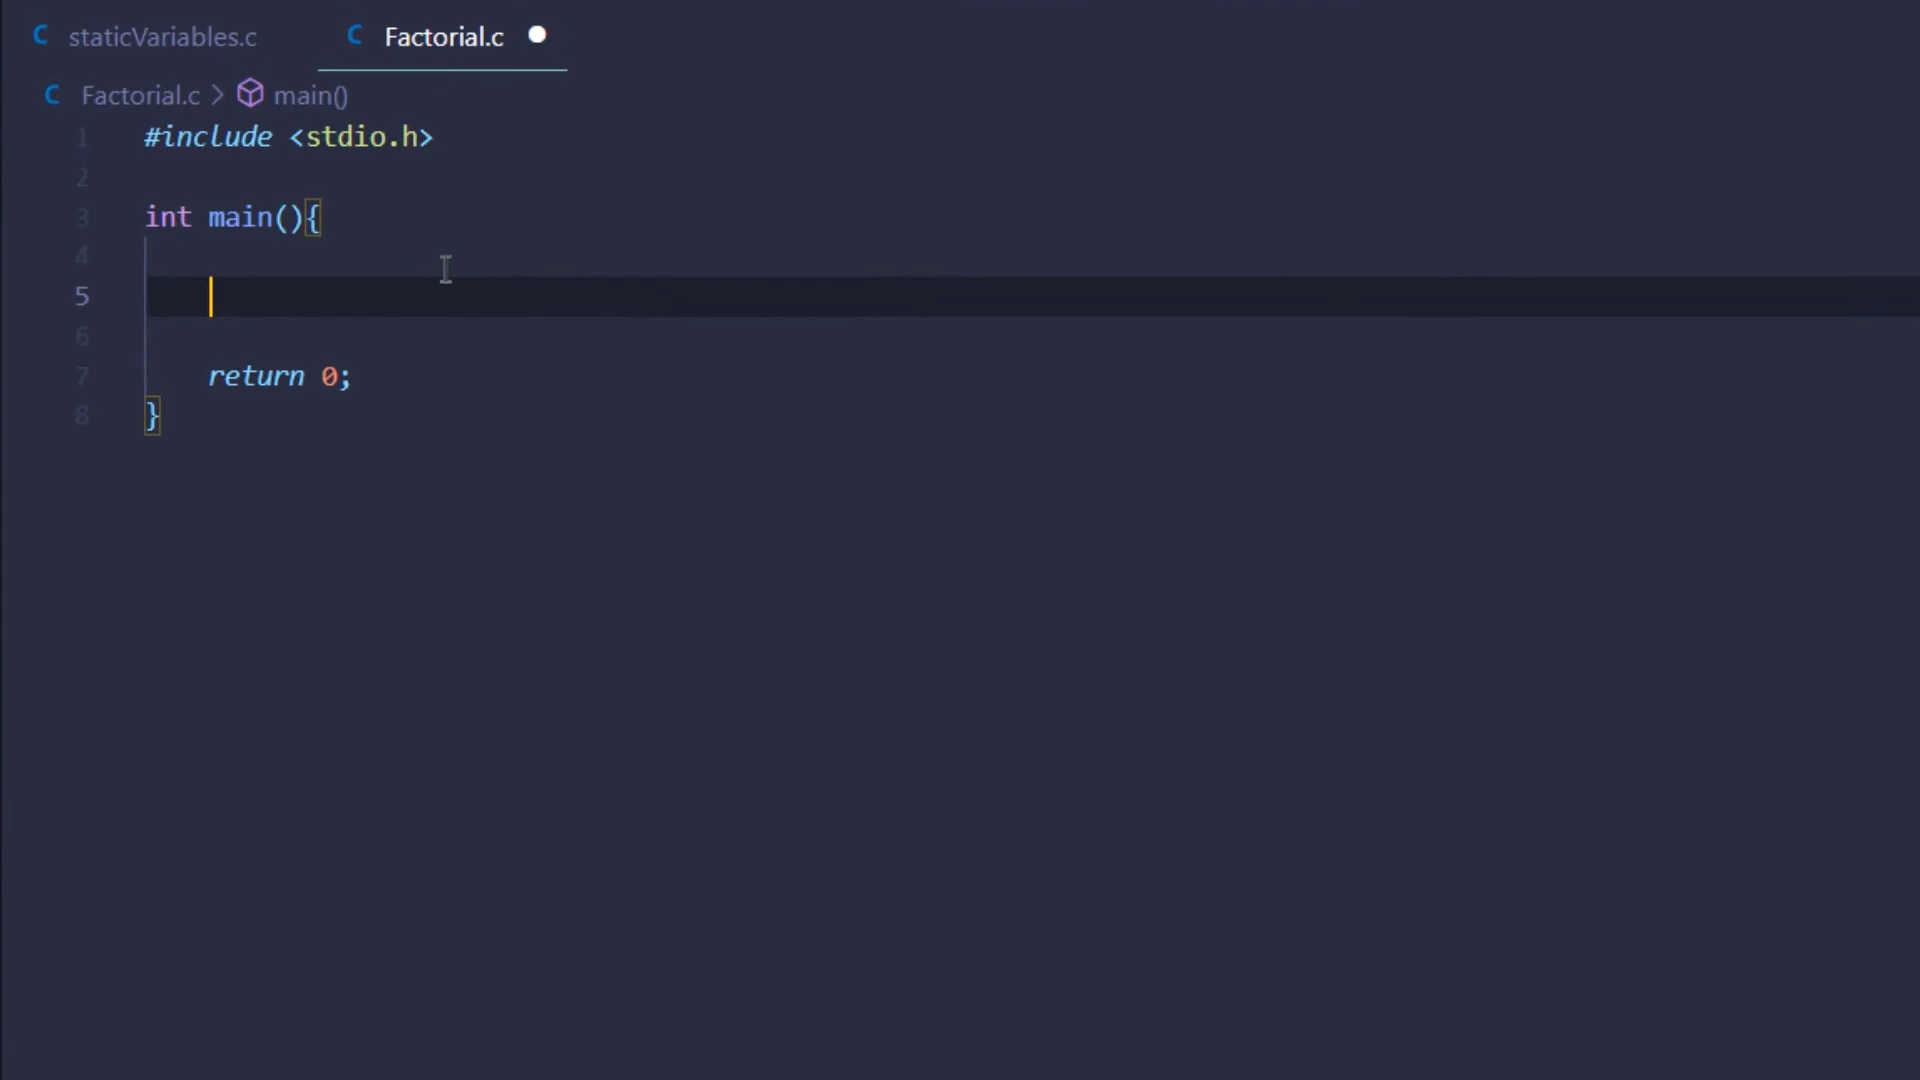 C staticVariables.c C Factorial.c
C Factorial.c > main()
1 #include <stdio.h>
2
3 int main(){
4
5
6
7 return 0;
8 }